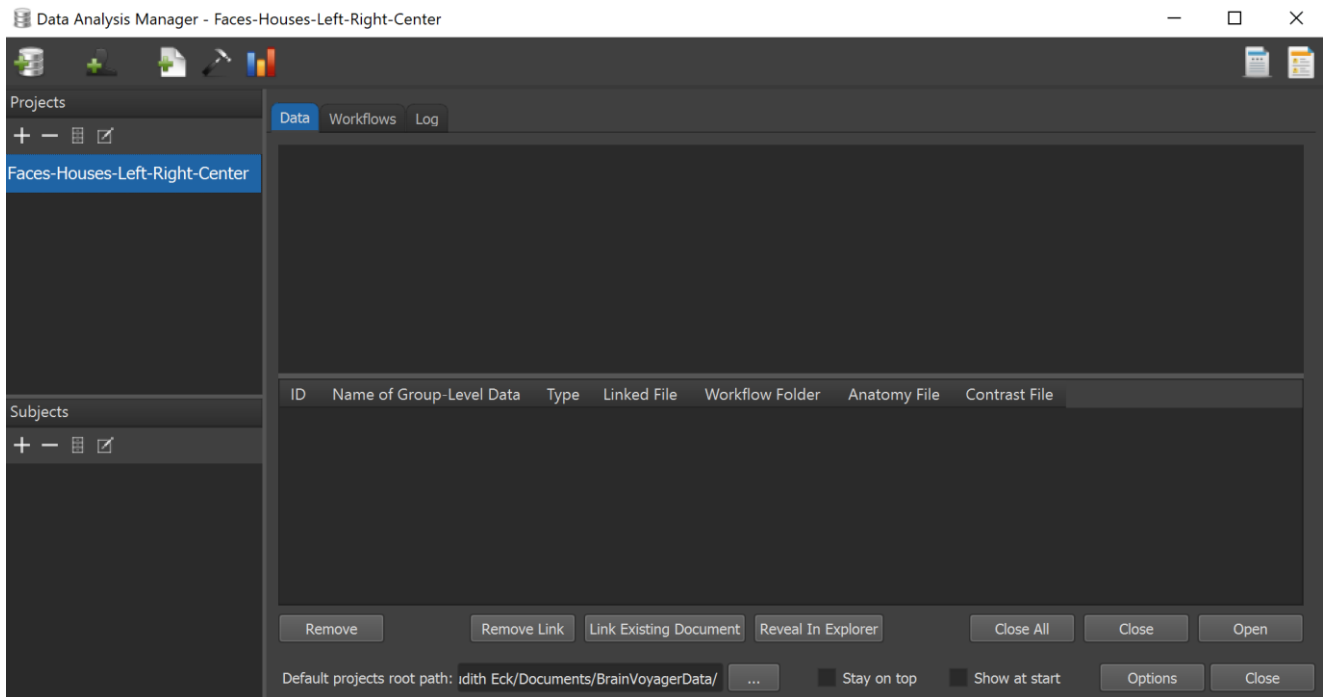 Data Analysis Manager - Faces-Houses-Left-Right-Center
Projects
Faces-Houses-Left-Right-Center
Subjects
Data Workflows Log
ID Name of Group-Level Data Type Linked File Workflow Folder Anatomy File Contrast File
Remove Remove Link Link Existing Document Reveal In Explorer Close All Close Open
Default projects root path: udith Eck/Documents/BrainVoyagerData/ ... Stay on top Show at start Options Close